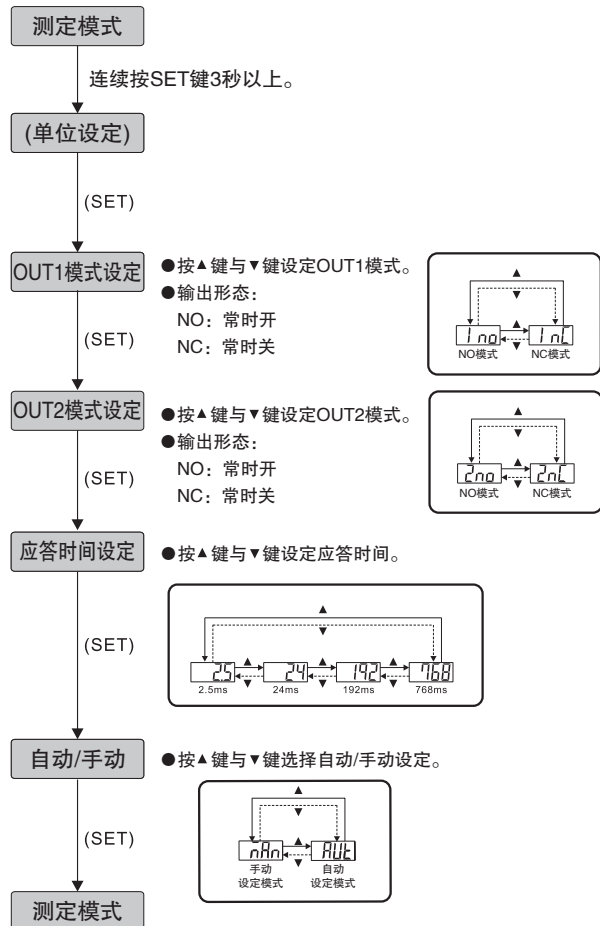 测定模式
连续按SET键3秒以上。
(单位设定)
(SET)
OUT1模式设定
●按▲键与▼键设定OUT1模式。
●输出形态：
NO：常时开
NC：常时关
▲
▼
1no ▲ ▼ 1nC
NO模式 NC模式
(SET)
OUT2模式设定
●按▲键与▼键设定OUT2模式。
●输出形态：
NO：常时开
NC：常时关
▲
▼
2no ▲ ▼ 2nC
NO模式 NC模式
(SET)
应答时间设定
●按▲键与▼键设定应答时间。
▲
▼
2.5 ▲ ▼ 24 ▲ ▼ 192 ▲ ▼ 768
2.5ms 24ms 192ms 768ms
(SET)
自动/手动
●按▲键与▼键选择自动/手动设定。
▲
▼
nAn ▲ ▼ AUt
手动 自动
设定模式 设定模式
(SET)
测定模式